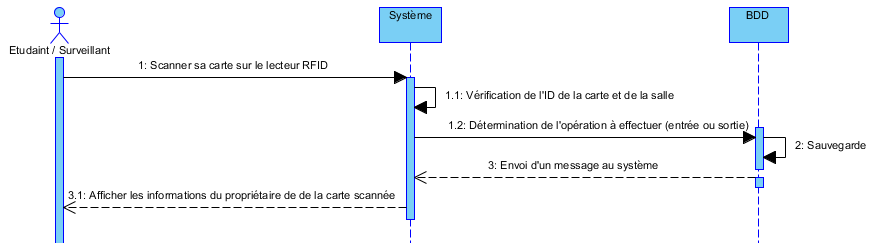 Système
BDD
Etudaint / Surveillant
1: Scanner sa carte sur le lecteur RFID
1.1: Vérification de l'ID de la carte et de la salle
1.2: Détermination de l'opération à effectuer (entrée ou sortie)
2: Sauvegarde
3: Envoi d'un message au système
3.1: Afficher les informations du propriétaire de de la carte scannée